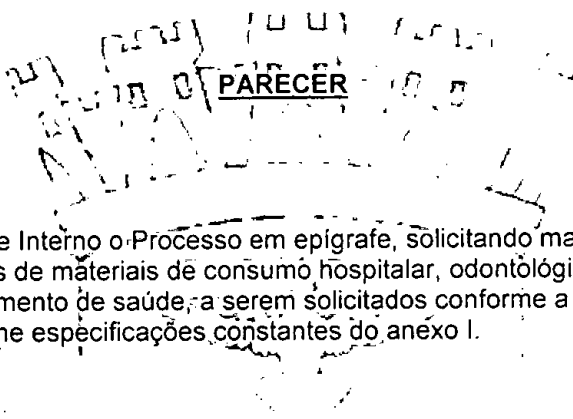 PARECER
e Interno o Processo em epígrafe, solicitando ma
s de materiais de consumo hospitalar, odontológi
mento de saúde, a serem solicitados conforme a
ne especificações constantes do anexo I.